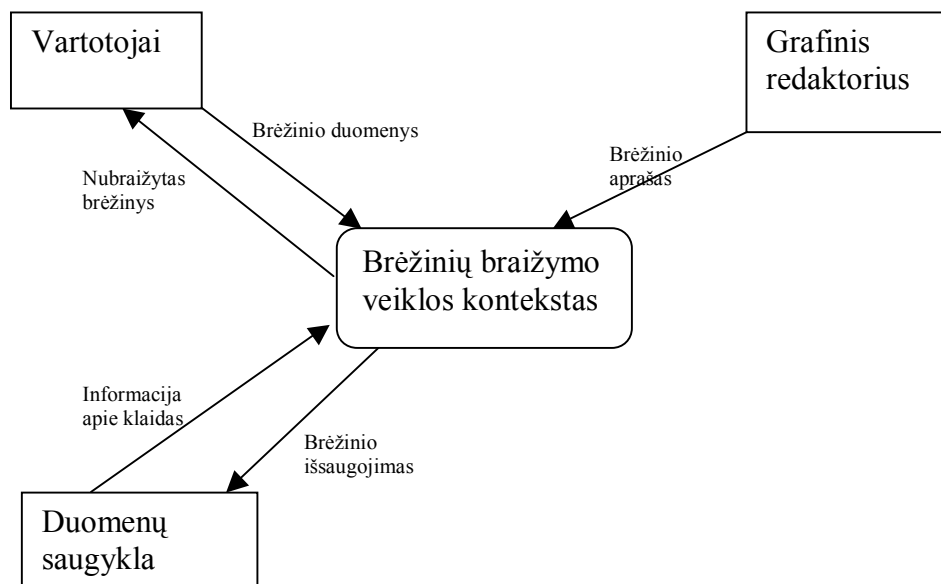 Vartotojai
Grafinis
redaktorius
Brėžinio duomenys
Brėžinio
aprašas
Nubraižytas
brėžinys
Brėžinių braižymo
veiklos kontekstas
Informacija
apie klaidas
Brėžinio
išsaugojimas
Duomenų
saugykla